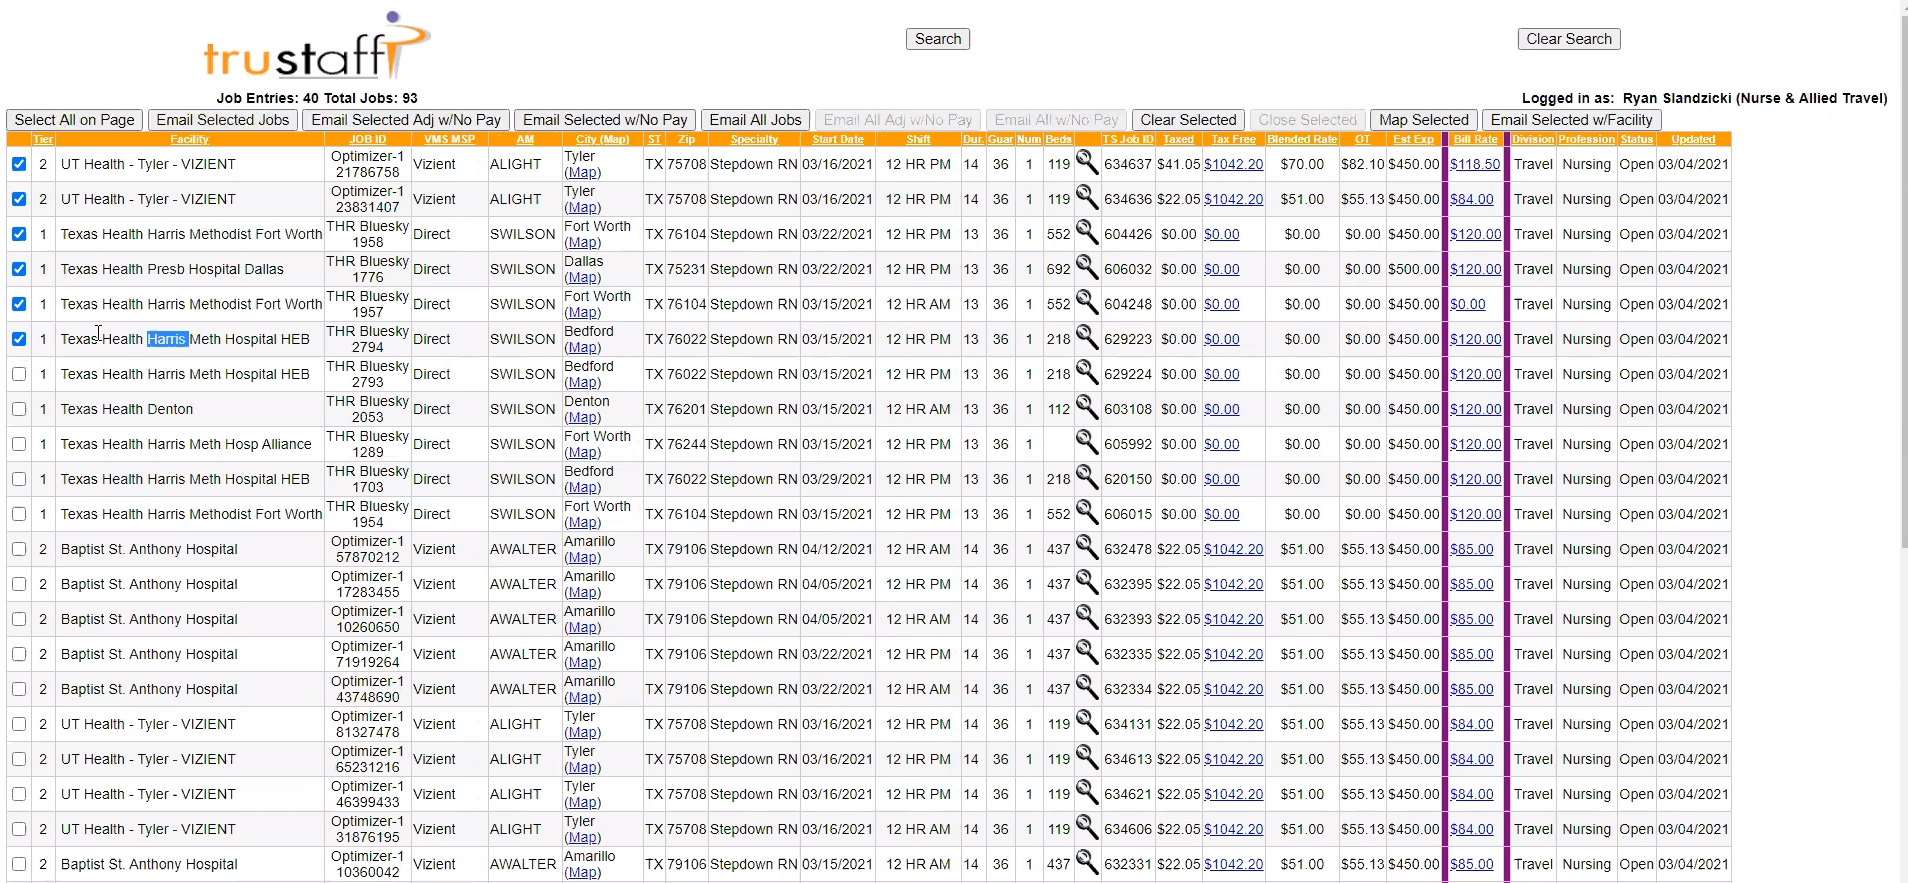 trustaff
Search
Clear Search
Job Entries: 40 Total Jobs: 93
Logged in as: Ryan Slandzicki (Nurse & Allied Travel)
Select All on Page Email Selected Jobs Email Selected Adj w/No Pay Email Selected w/No Pay Email All Jobs Email All Adj w/No Pay Email All w/No Pay Clear Selected Close Selected Map Selected Email Selected w/Facility
Tier Facility JOB ID VMS MSP AM City (Map) ST Zip Specialty Start Date Shift Dur. Guar Num Beds TS Job ID Taxed Tax Free Blended Rate OT Est Exp Bill Rate Division Profession Status Updated
2 UT Health - Tyler - VIZIENT Optimizer-1 21786758 Vizient ALIGHT Tyler (Map) TX 75708 Stepdown RN 03/16/2021 12 HR PM 14 36 1 119 634637 $41.05 $1042.20 $70.00 $82.10 $450.00 $118.50 Travel Nursing Open 03/04/2021
2 UT Health - Tyler - VIZIENT Optimizer-1 23831407 Vizient ALIGHT Tyler (Map) TX 75708 Stepdown RN 03/16/2021 12 HR PM 14 36 1 119 634636 $22.05 $1042.20 $51.00 $55.13 $450.00 $84.00 Travel Nursing Open 03/04/2021
1 Texas Health Harris Methodist Fort Worth THR Bluesky 1958 Direct SWILSON Fort Worth (Map) TX 76104 Stepdown RN 03/22/2021 12 HR PM 13 36 1 552 604426 $0.00 $0.00 $0.00 $0.00 $450.00 $120.00 Travel Nursing Open 03/04/2021
1 Texas Health Presb Hospital Dallas THR Bluesky 1776 Direct SWILSON Dallas (Map) TX 75231 Stepdown RN 03/22/2021 12 HR PM 13 36 1 692 606032 $0.00 $0.00 $0.00 $0.00 $500.00 $120.00 Travel Nursing Open 03/04/2021
1 Texas Health Harris Methodist Fort Worth THR Bluesky 1957 Direct SWILSON Fort Worth (Map) TX 76104 Stepdown RN 03/15/2021 12 HR AM 13 36 1 552 604248 $0.00 $0.00 $0.00 $0.00 $450.00 $0.00 Travel Nursing Open 03/04/2021
1 Texas Health Harris Meth Hospital HEB THR Bluesky 2794 Direct SWILSON Bedford (Map) TX 76022 Stepdown RN 03/15/2021 12 HR PM 13 36 1 218 629223 $0.00 $0.00 $0.00 $0.00 $450.00 $120.00 Travel Nursing Open 03/04/2021
1 Texas Health Harris Meth Hospital HEB THR Bluesky 2793 Direct SWILSON Bedford (Map) TX 76022 Stepdown RN 03/15/2021 12 HR PM 13 36 1 218 629224 $0.00 $0.00 $0.00 $0.00 $450.00 $120.00 Travel Nursing Open 03/04/2021
1 Texas Health Denton THR Bluesky 2053 Direct SWILSON Denton (Map) TX 76201 Stepdown RN 03/15/2021 12 HR AM 13 36 1 112 603108 $0.00 $0.00 $0.00 $0.00 $450.00 $120.00 Travel Nursing Open 03/04/2021
1 Texas Health Harris Meth Hosp Alliance THR Bluesky 1289 Direct SWILSON Fort Worth (Map) TX 76244 Stepdown RN 03/15/2021 12 HR PM 13 36 1 605992 $0.00 $0.00 $0.00 $0.00 $450.00 $120.00 Travel Nursing Open 03/04/2021
1 Texas Health Harris Meth Hospital HEB THR Bluesky 1703 Direct SWILSON Bedford (Map) TX 76022 Stepdown RN 03/29/2021 12 HR PM 13 36 1 218 620150 $0.00 $0.00 $0.00 $0.00 $450.00 $120.00 Travel Nursing Open 03/04/2021
1 Texas Health Harris Methodist Fort Worth THR Bluesky 1954 Direct SWILSON Fort Worth (Map) TX 76104 Stepdown RN 03/15/2021 12 HR PM 13 36 1 552 606015 $0.00 $0.00 $0.00 $0.00 $450.00 $120.00 Travel Nursing Open 03/04/2021
2 Baptist St. Anthony Hospital Optimizer-1 57870212 Vizient AWALTER Amarillo (Map) TX 79106 Stepdown RN 04/12/2021 12 HR AM 14 36 1 437 632478 $22.05 $1042.20 $51.00 $55.13 $450.00 $85.00 Travel Nursing Open 03/04/2021
2 Baptist St. Anthony Hospital Optimizer-1 17283455 Vizient AWALTER Amarillo (Map) TX 79106 Stepdown RN 04/05/2021 12 HR PM 14 36 1 437 632395 $22.05 $1042.20 $51.00 $55.13 $450.00 $85.00 Travel Nursing Open 03/04/2021
2 Baptist St. Anthony Hospital Optimizer-1 10260650 Vizient AWALTER Amarillo (Map) TX 79106 Stepdown RN 04/05/2021 12 HR AM 14 36 1 437 632393 $22.05 $1042.20 $51.00 $55.13 $450.00 $85.00 Travel Nursing Open 03/04/2021
2 Baptist St. Anthony Hospital Optimizer-1 71919264 Vizient AWALTER Amarillo (Map) TX 79106 Stepdown RN 03/22/2021 12 HR PM 14 36 1 437 632335 $22.05 $1042.20 $51.00 $55.13 $450.00 $85.00 Travel Nursing Open 03/04/2021
2 Baptist St. Anthony Hospital Optimizer-1 43748690 Vizient AWALTER Amarillo (Map) TX 79106 Stepdown RN 03/22/2021 12 HR AM 14 36 1 437 632334 $22.05 $1042.20 $51.00 $55.13 $450.00 $85.00 Travel Nursing Open 03/04/2021
2 UT Health - Tyler - VIZIENT Optimizer-1 81327478 Vizient ALIGHT Tyler (Map) TX 75708 Stepdown RN 03/16/2021 12 HR PM 14 36 1 119 634131 $22.05 $1042.20 $51.00 $55.13 $450.00 $84.00 Travel Nursing Open 03/04/2021
2 UT Health - Tyler - VIZIENT Optimizer-1 65231216 Vizient ALIGHT Tyler (Map) TX 75708 Stepdown RN 03/16/2021 12 HR PM 14 36 1 119 634613 $22.05 $1042.20 $51.00 $55.13 $450.00 $84.00 Travel Nursing Open 03/04/2021
2 UT Health - Tyler - VIZIENT Optimizer-1 46399433 Vizient ALIGHT Tyler (Map) TX 75708 Stepdown RN 03/16/2021 12 HR PM 14 36 1 119 634621 $22.05 $1042.20 $51.00 $55.13 $450.00 $84.00 Travel Nursing Open 03/04/2021
2 UT Health - Tyler - VIZIENT Optimizer-1 31876195 Vizient ALIGHT Tyler (Map) TX 75708 Stepdown RN 03/16/2021 12 HR AM 14 36 1 119 634606 $22.05 $1042.20 $51.00 $55.13 $450.00 $84.00 Travel Nursing Open 03/04/2021
2 Baptist St. Anthony Hospital Optimizer-1 10360042 Vizient AWALTER Amarillo (Map) TX 79106 Stepdown RN 03/15/2021 12 HR AM 14 36 1 437 632331 $22.05 $1042.20 $51.00 $55.13 $450.00 $85.00 Travel Nursing Open 03/04/2021